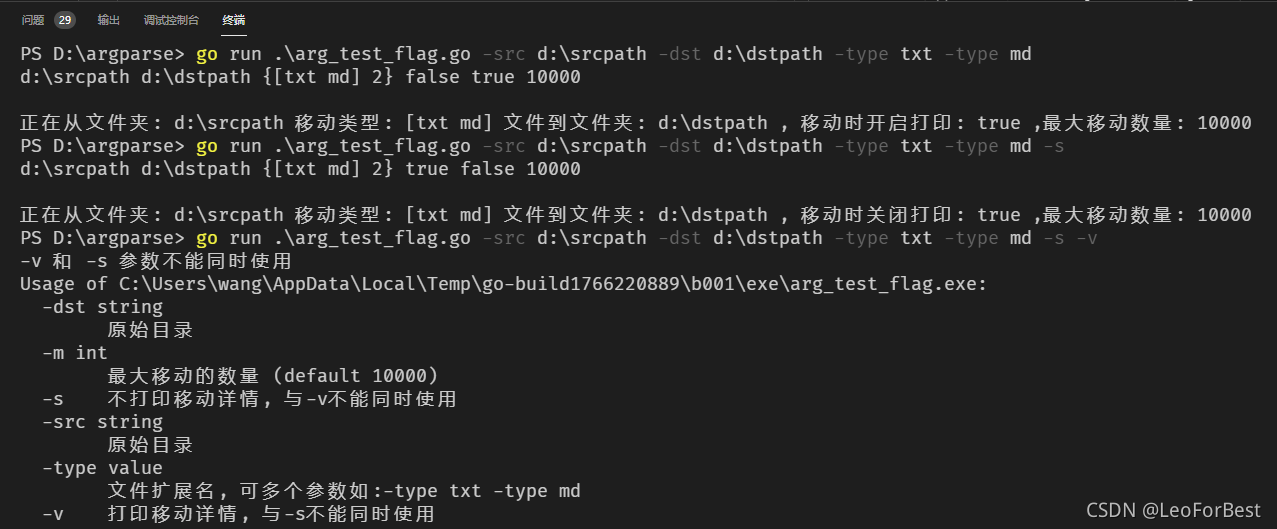 问题 29 输出 调试控制台 终端
PS D:\argparse> go run .\arg_test_flag.go -src d:\srcpath -dst d:\dstpath -type txt -type md
d:\srcpath d:\dstpath {[txt md] 2} false true 10000
正在从文件夹: d:\srcpath 移动类型: [txt md] 文件到文件夹: d:\dstpath , 移动时开启打印: true ,最大移动数量: 10000
PS D:\argparse> go run .\arg_test_flag.go -src d:\srcpath -dst d:\dstpath -type txt -type md -s
d:\srcpath d:\dstpath {[txt md] 2} true false 10000
正在从文件夹: d:\srcpath 移动类型: [txt md] 文件到文件夹: d:\dstpath , 移动时关闭打印: true ,最大移动数量: 10000
PS D:\argparse> go run .\arg_test_flag.go -src d:\srcpath -dst d:\dstpath -type txt -type md -s -v
-v 和 -s 参数不能同时使用
Usage of C:\Users\wang\AppData\Local\Temp\go-build1766220889\b001\exe\arg_test_flag.exe:
  -dst string
        原始目录
  -m int
        最大移动的数量 (default 10000)
  -s    不打印移动详情, 与-v不能同时使用
  -src string
        原始目录
  -type value
        文件扩展名, 可多个参数如:-type txt -type md
  -v    打印移动详情, 与-s不能同时使用
CSDN @LeoForBest